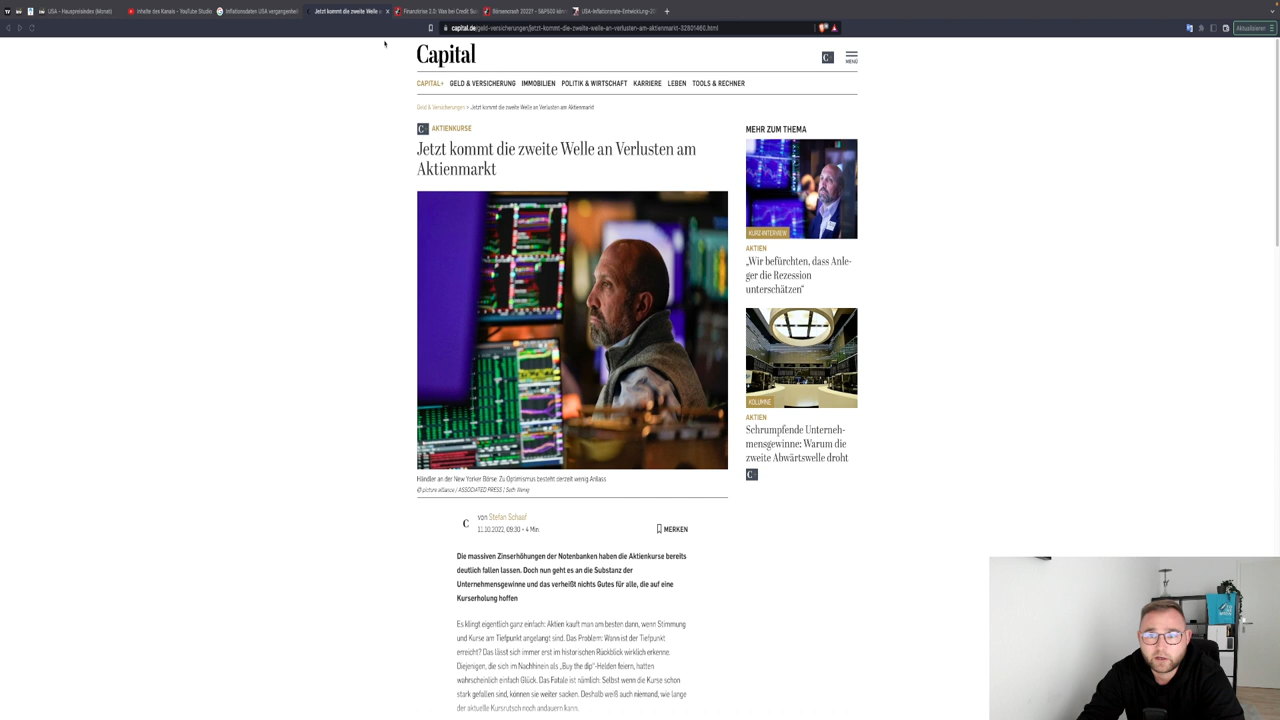 USA - Hauspreisindex (Monat)
Inhalte des Kanals - YouTube Studio
Inflationsdaten USA vergangenhei
Jetzt kommt die zweite Welle
Finanzkrise 2.0: Was bei Credit Sui
Börsencrash 2022? - S&P500 kön
USA-Inflationsrate-Entwicklung-20
capital.de/geld-versicherungen/jetzt-kommt-die-zweite-welle-an-verlusten-am-aktienmarkt-32801460.html
Aktualisieren
Capital
C+
MENÜ
CAPITAL+ GELD & VERSICHERUNG IMMOBILIEN POLITIK & WIRTSCHAFT KARRIERE LEBEN TOOLS & RECHNER
Geld & Versicherungen > Jetzt kommt die zweite Welle an Verlusten am Aktienmarkt
C+ AKTIENKURSE
Jetzt kommt die zweite Welle an Verlusten am
Aktienmarkt
Händler an der New Yorker Börse: Zu Optimismus besteht derzeit wenig Anlass
© picture alliance / ASSOCIATED PRESS | Seth Wenig
C
von Stefan Schaaf
11.10.2022, 09:30 • 4 Min.
MERKEN
Die massiven Zinserhöhungen der Notenbanken haben die Aktienkurse bereits
deutlich fallen lassen. Doch nun geht es an die Substanz der
Unternehmensgewinne und das verheißt nichts Gutes für alle, die auf eine
Kurserholung hoffen
Es klingt eigentlich ganz einfach: Aktien kauft man am besten dann, wenn Stimmung
und Kurse am Tiefpunkt angelangt sind. Das Problem: Wann ist der Tiefpunkt
erreicht? Das lässt sich immer erst im historischen Rückblick wirklich erkennen.
Diejenigen, die sich im Nachhinein als „Buy the dip“-Helden feiern, hatten
wahrscheinlich einfach Glück. Das Fatale ist nämlich: Selbst wenn die Kurse schon
stark gefallen sind, können sie weiter sacken. Deshalb weiß auch niemand, wie lange
der aktuelle Kursrutsch noch andauern kann.
MEHR ZUM THEMA
KURZ-INTERVIEW
AKTIEN
„Wir befürchten, dass Anle-
ger die Rezession
unterschätzen“
KOLUMNE
AKTIEN
Schrumpfende Unterneh-
mensgewinne: Warum die
zweite Abwärtswelle droht
C+